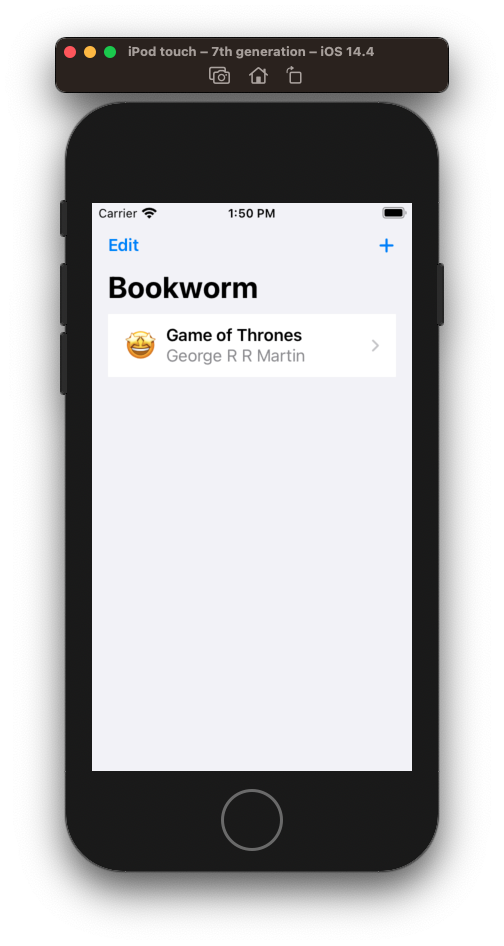 iPod touch – 7th generation – iOS 14.4
Carrier 1:50 PM
Edit +
Bookworm
Game of Thrones
George R R Martin